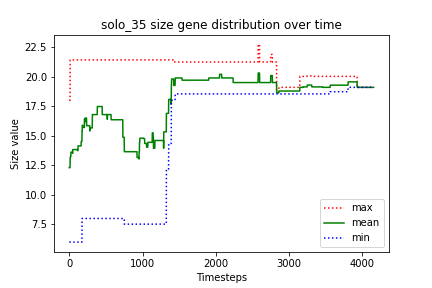 solo_35 size gene distribution over time
Size value
22.5
20.0
17.5
15.0
12.5
10.0
7.5
max
mean
min
0
1000
2000
3000
4000
Timesteps